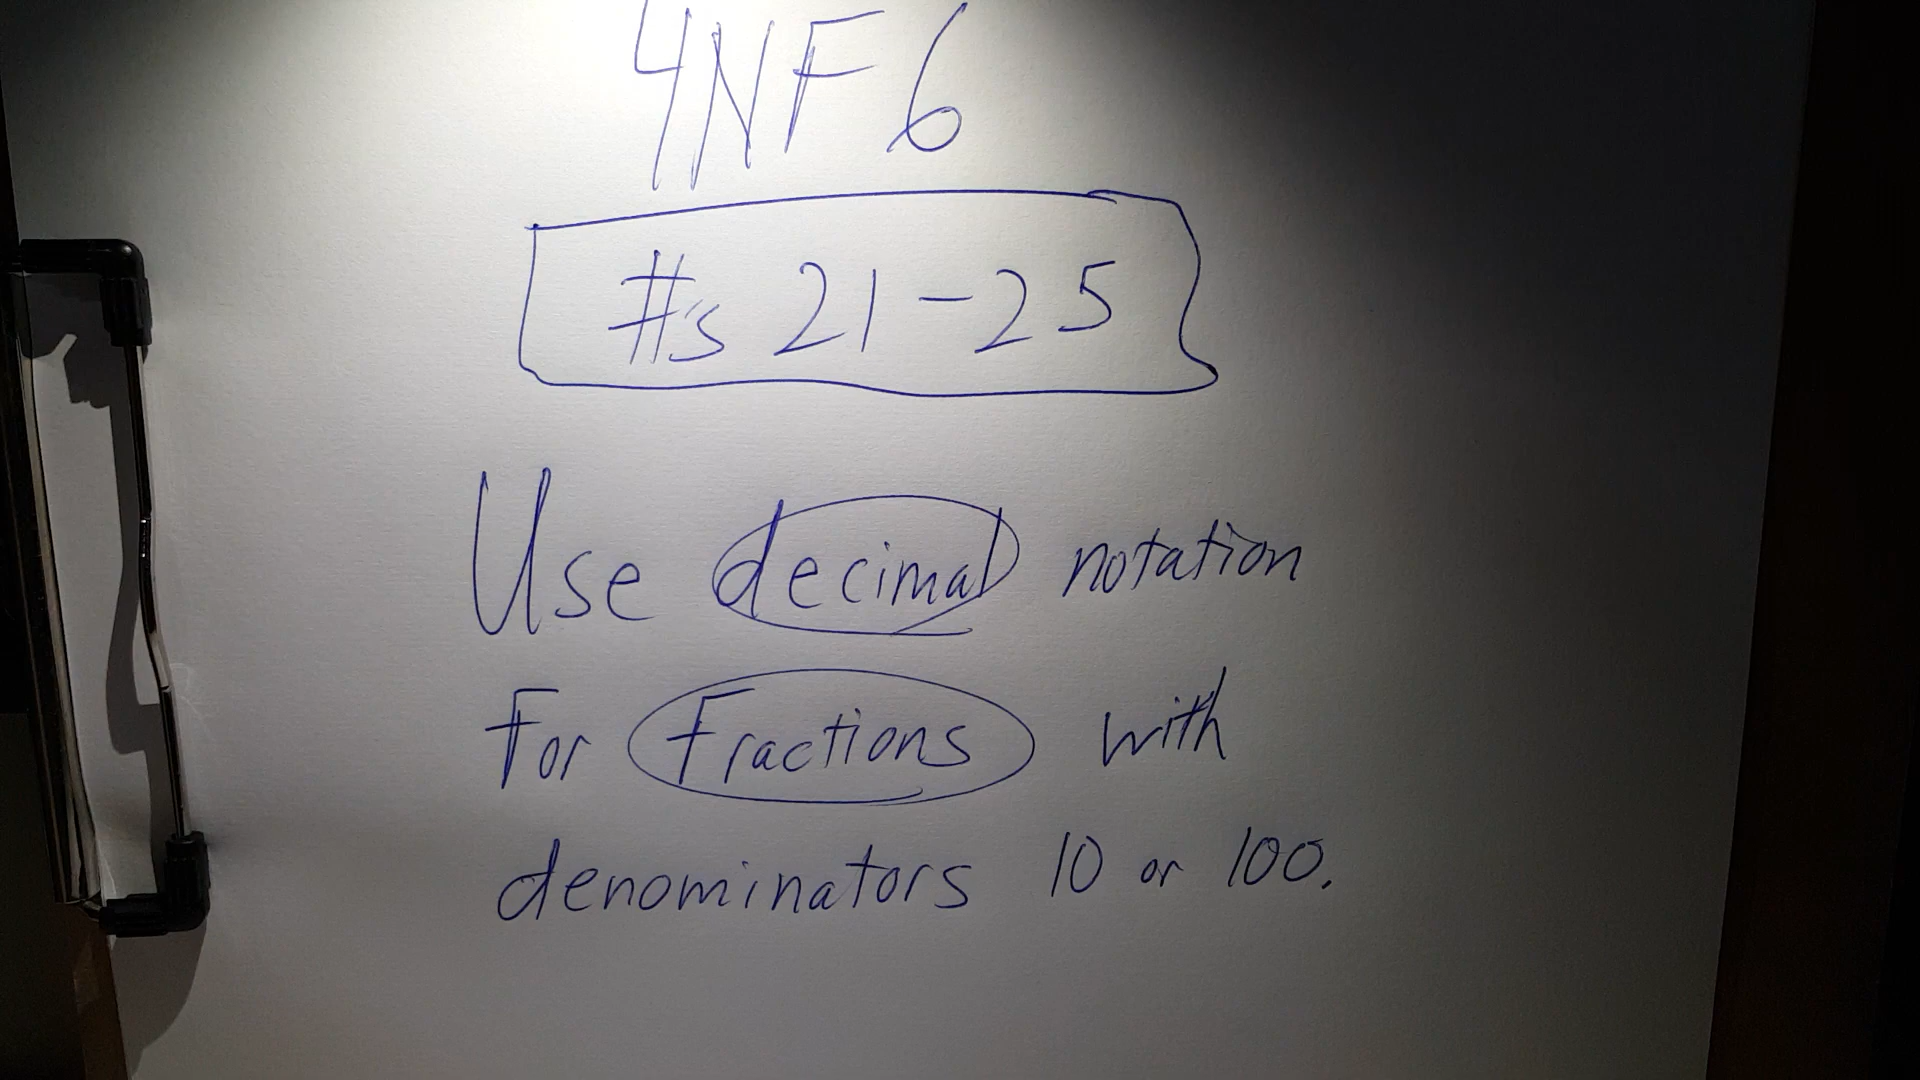 4NF6
#'s 21-25
Use decimal notation
For Fractions with
denominators 10 or 100.